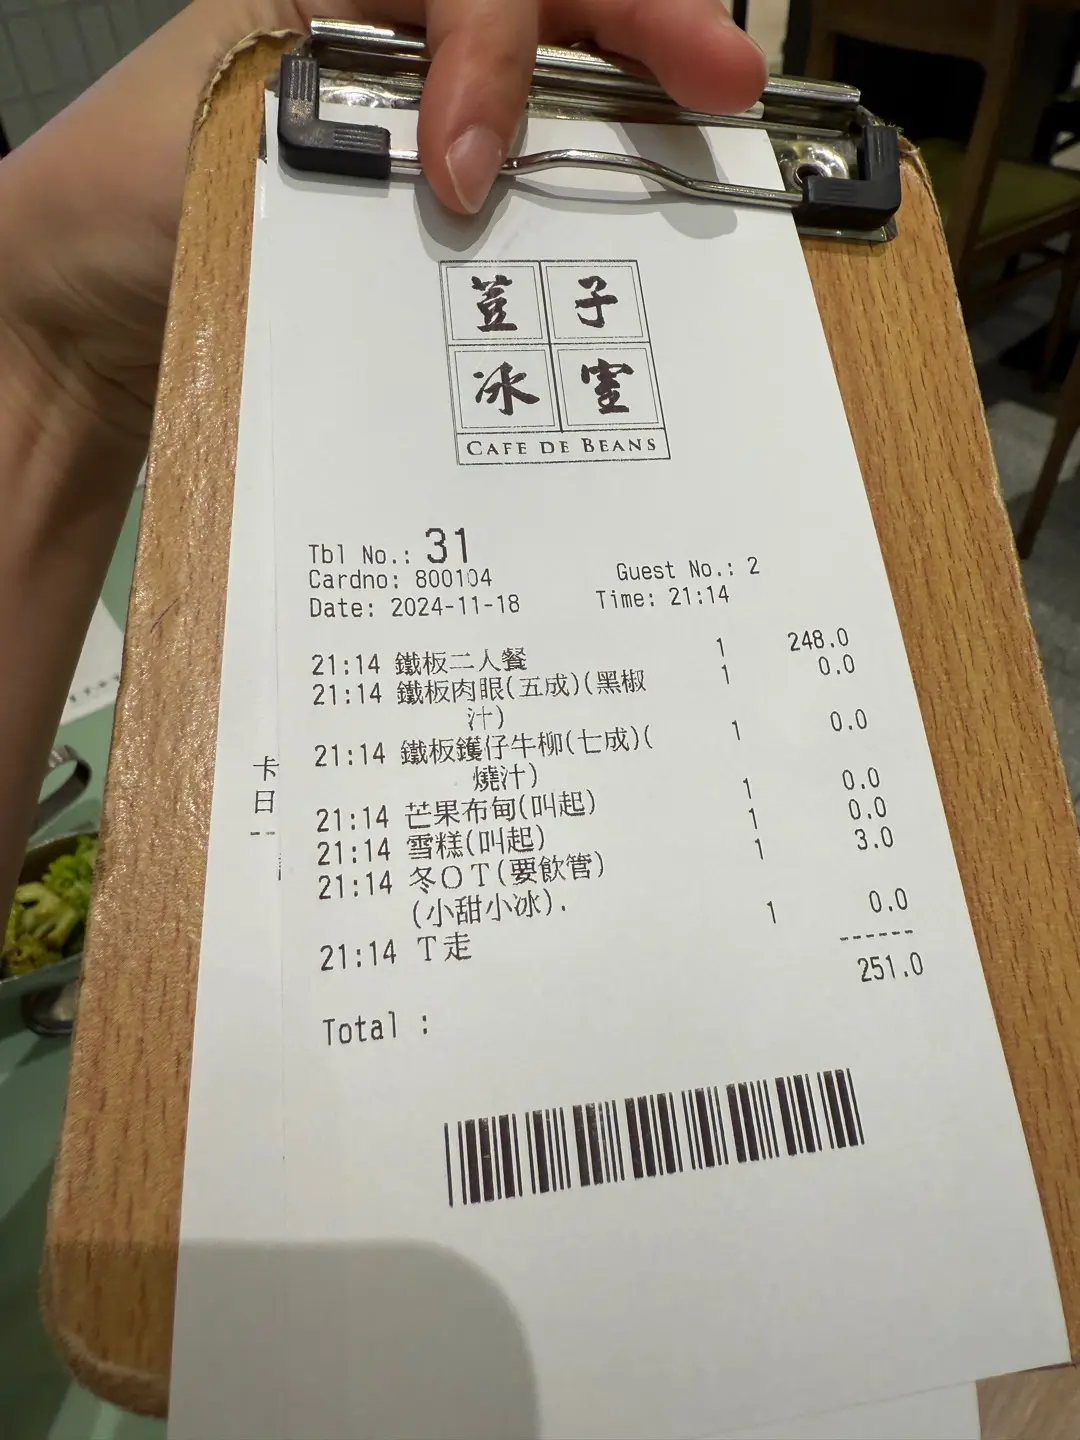 荳子
冰室
CAFE DE BEANS
Tbl No.: 31
Cardno: 800104 Guest No.: 2
Date: 2024-11-18 Time: 21:14
21:14 鐵板二人餐 1 248.0
21:14 鐵板肉眼(五成)(黑椒 1 0.0
汁)
21:14 鐵板鑊仔牛柳(七成)( 1 0.0
燒汁)
21:14 芒果布甸(叫起) 1 0.0
21:14 雪糕(叫起) 1 0.0
21:14 冬OT(要飲管) 1 3.0
(小甜小冰).
21:14 T走 1 0.0
------
Total : 251.0
卡
日
--